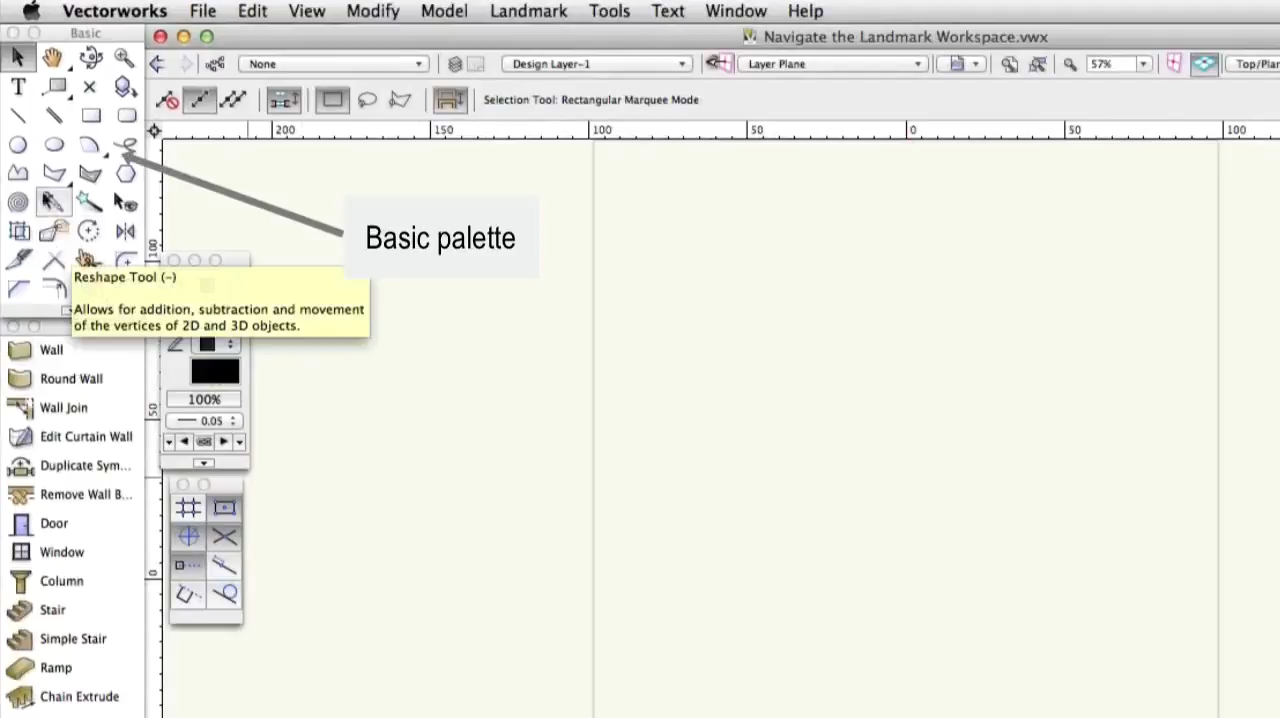 Vectorworks File Edit View Modify Model Landmark Tools Text Window Help
Basic
Navigate the Landmark Workspace.vwx
None Design Layer-1 Layer Plane 57% Top/Plan
T
Selection Tool: Rectangular Marquee Mode
200 150 100 50 0 50 100
100
50
0
Basic palette
Reshape Tool (-)
Allows for addition, subtraction and movement
of the vertices of 2D and 3D objects.
100%
0.05
Wall
Round Wall
Wall Join
Edit Curtain Wall
Duplicate Sym...
Remove Wall B...
Door
Window
Column
Stair
Simple Stair
Ramp
Chain Extrude